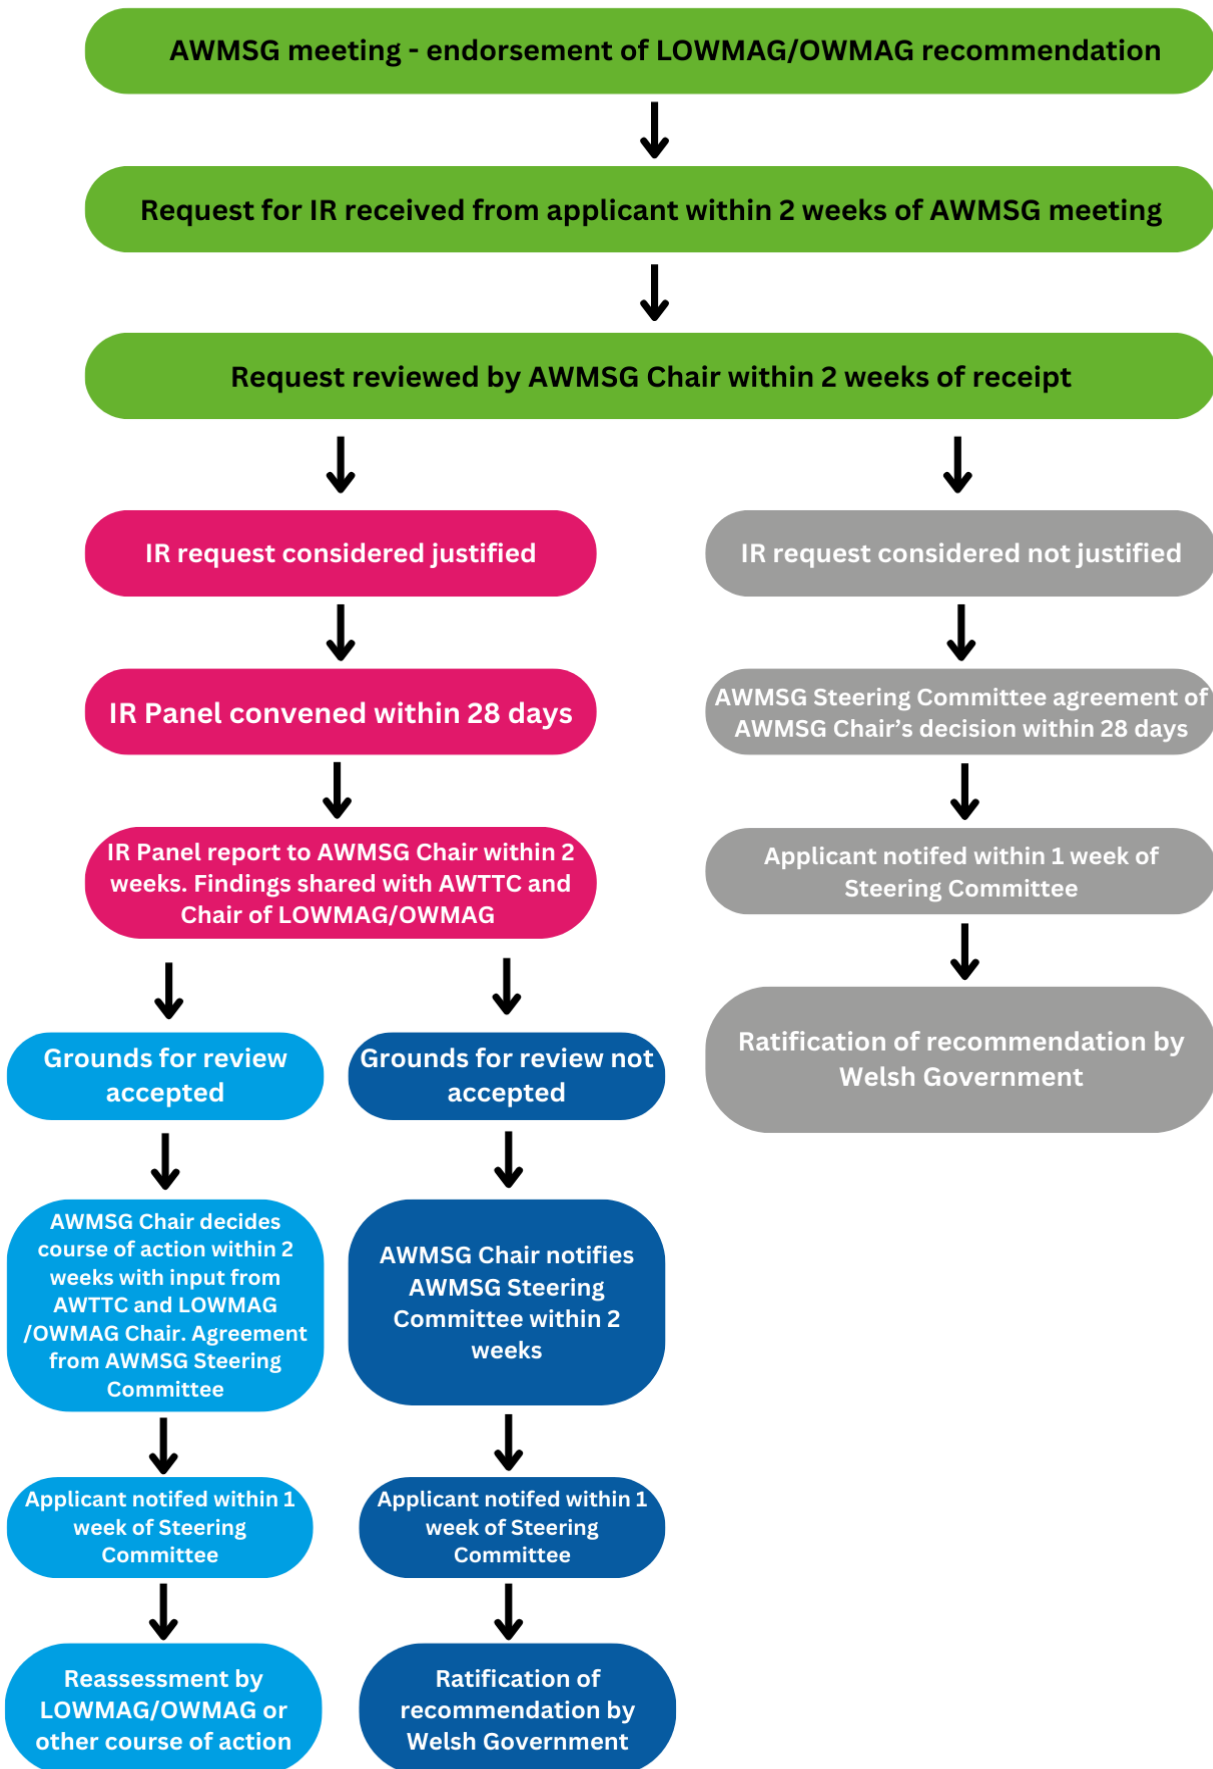 AWMSG meeting - endorsement of LOWMAG/OWMAG recommendation
Request for IR received from applicant within 2 weeks of AWMSG meeting
Request reviewed by AWMSG Chair within 2 weeks of receipt
IR request considered justified
IR request considered not justified
IR Panel convened within 28 days
AWMSG Steering Committee agreement of
AWMSG Chair’s decision within 28 days
IR Panel report to AWMSG Chair within 2
weeks. Findings shared with AWTTC and
Chair of LOWMAG/OWMAG
Applicant notifed within 1 week of
Steering Committee
Grounds for review
accepted
Grounds for review not
accepted
Ratification of recommendation by
Welsh Government
AWMSG Chair decides
course of action within 2
weeks with input from
AWTTC and LOWMAG
/OWMAG Chair. Agreement
from AWMSG Steering
Committee
AWMSG Chair notifies
AWMSG Steering
Committee within 2
weeks
Applicant notifed within 1
week of Steering
Committee
Applicant notifed within 1
week of Steering
Committee
Reassessment by
LOWMAG/OWMAG or
other course of action
Ratification of
recommendation by
Welsh Government